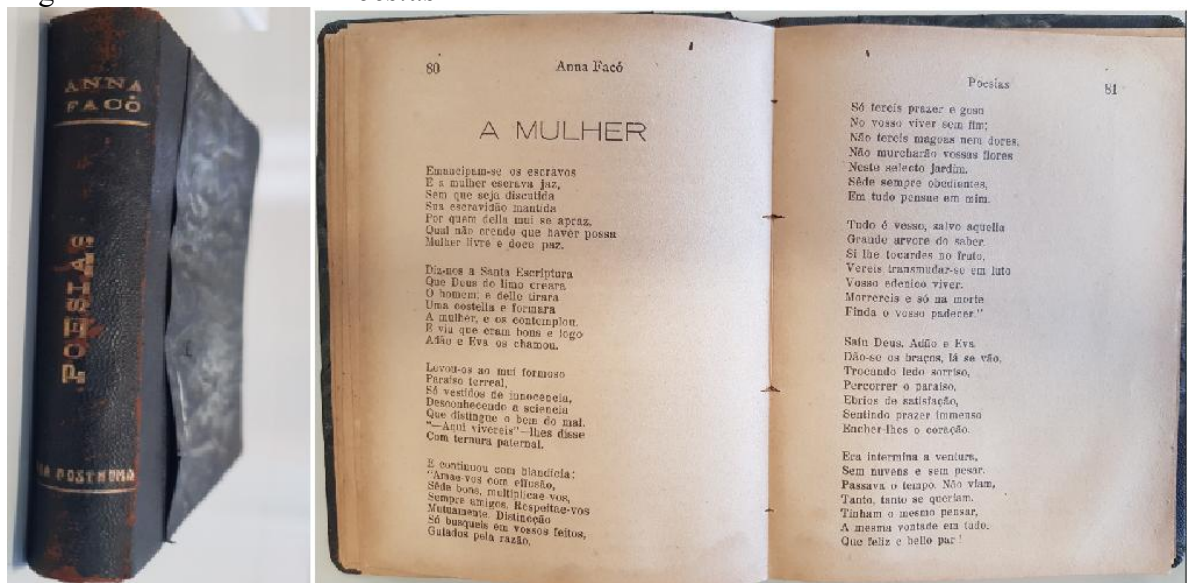 ANNA
FACÓ
POESIAS
POSTHUMA
80
Anna Facó
A MULHER
Emancipam-se os escravos
E a mulher escrava jaz,
Sem que seja discutida
Sua escravidão mantida
Por quem della mui se apraz,
Qual não crendo que haver possa
Mulher livre e doce paz.
Diz-nos a Santa Escriptura
Que Deus do limo creara
O homem; e delle tirara
Uma costella e formara
A mulher, e os contemplou.
E viu que eram bons e logo
Adão e Eva os chamou.
Levou-os ao mui formoso
Paraiso terreal,
Só vestidos de innocencia,
Desconhecendo a sciencia
Que distingue o bem do mal.
"—Aqui vivereis"—lhes disse
Com ternura paternal.
E continuou com blandicia:
"Amae-vos com effusão,
Sêde bons, multiplicae-vos,
Sempre amigos. Respeitae-vos
Mutuamente. Distincção
Só busqueis em vossos feitos,
Guiados pela razão.
Poesias
81
Só tereis prazer e goso
No vosso viver sem fim;
Não tereis magoas nem dores,
Não murcharão vossas flores
Neste selecto jardim.
Sêde sempre obedientes,
Em tudo pensae em mim.
Tudo é vosso, salvo aquella
Grande arvore do saber.
Si lhe tocardes no fruto,
Vereis transmudar-se em luto
Vosso edenico viver.
Morrereis e só na morte
Finda o vosso padecer."
Saiu Deus. Adão e Eva
Dão-se os braços, lá se vão,
Trocando ledo sorriso,
Percorrer o paraiso,
Ebrios de satisfação,
Sentindo prazer immenso
Encher-lhes o coração.
Era intermina a ventura,
Sem nuvens e sem pesar.
Passava o tempo. Não viam,
Tanto, tanto se queriam.
Tinham o mesmo pensar,
A mesma vontade em tudo.
Que feliz e bello par!